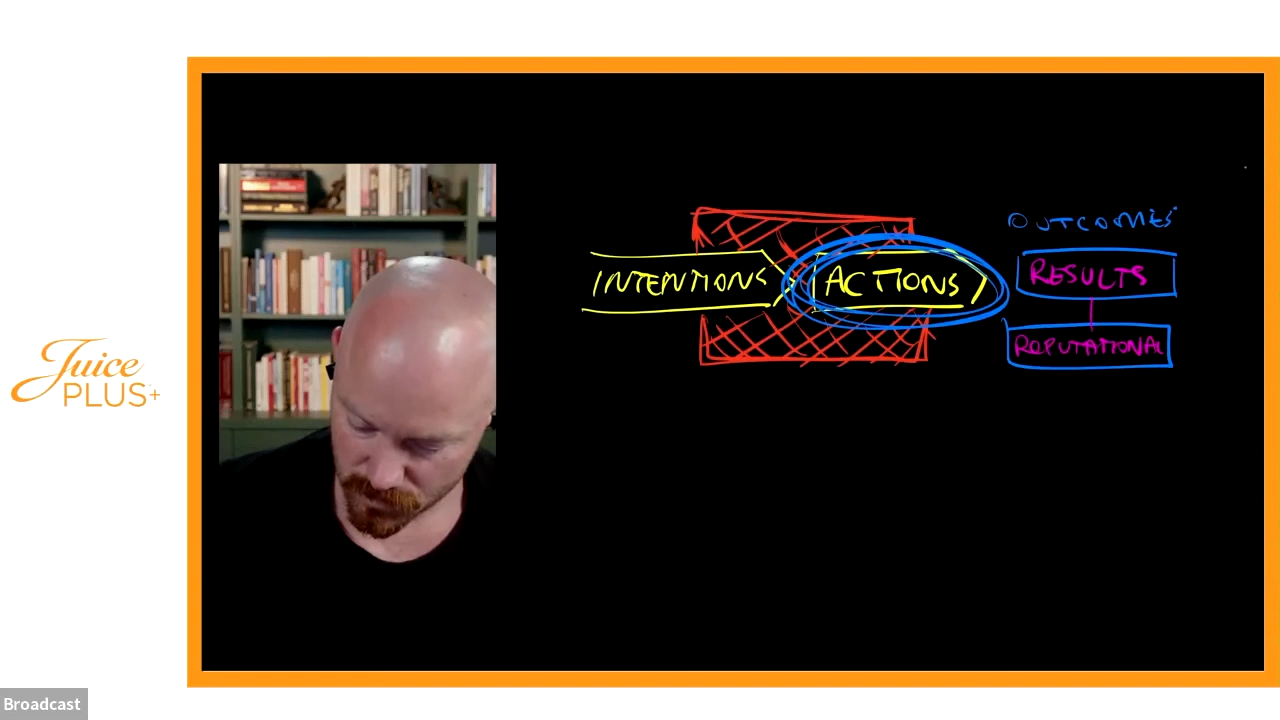 Juice
PLUS+
INTENTIONS
ACTIONS
OUTCOMES
RESULTS
REPUTATIONAL
Broadcast